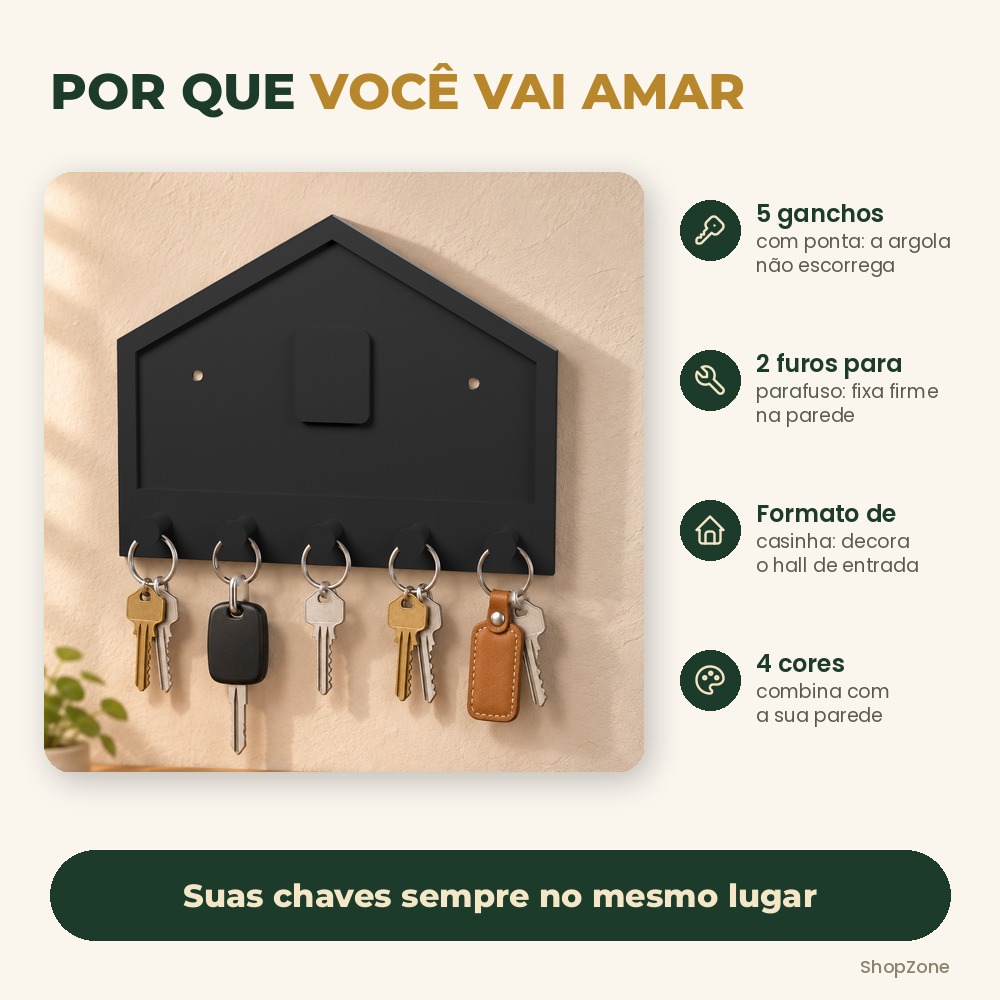 POR QUE VOCÊ VAI AMAR
5 ganchos
com ponta: a argola
não escorrega
2 furos para
parafuso: fixa firme
na parede
Formato de
casinha: decora
o hall de entrada
4 cores
combina com
a sua parede
Suas chaves sempre no mesmo lugar
ShopZone